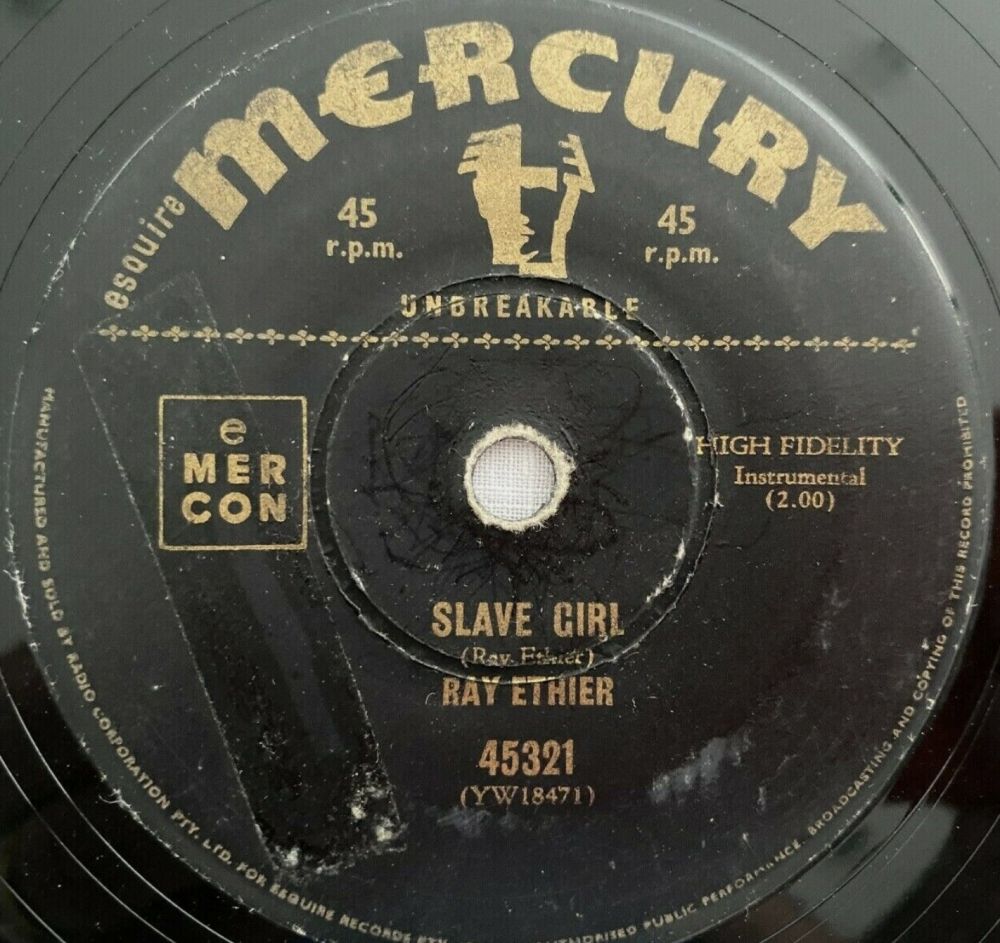 esquire
MERCURY
45
r.p.m.
45
r.p.m.
UNBREAKABLE
e
MER
CON
HIGH FIDELITY
Instrumental
(2.00)
SLAVE GIRL
(Ray Ethier)
RAY ETHIER
45321
(YW18471)
MANUFACTURED AND SOLD BY RADIO CORPORATION PTY. LTD. FOR ESQUIRE RECORDS PTY. UNAUTHORISED PUBLIC PERFORMANCE, BROADCASTING AND COPYING OF THIS RECORD PROHIBITED